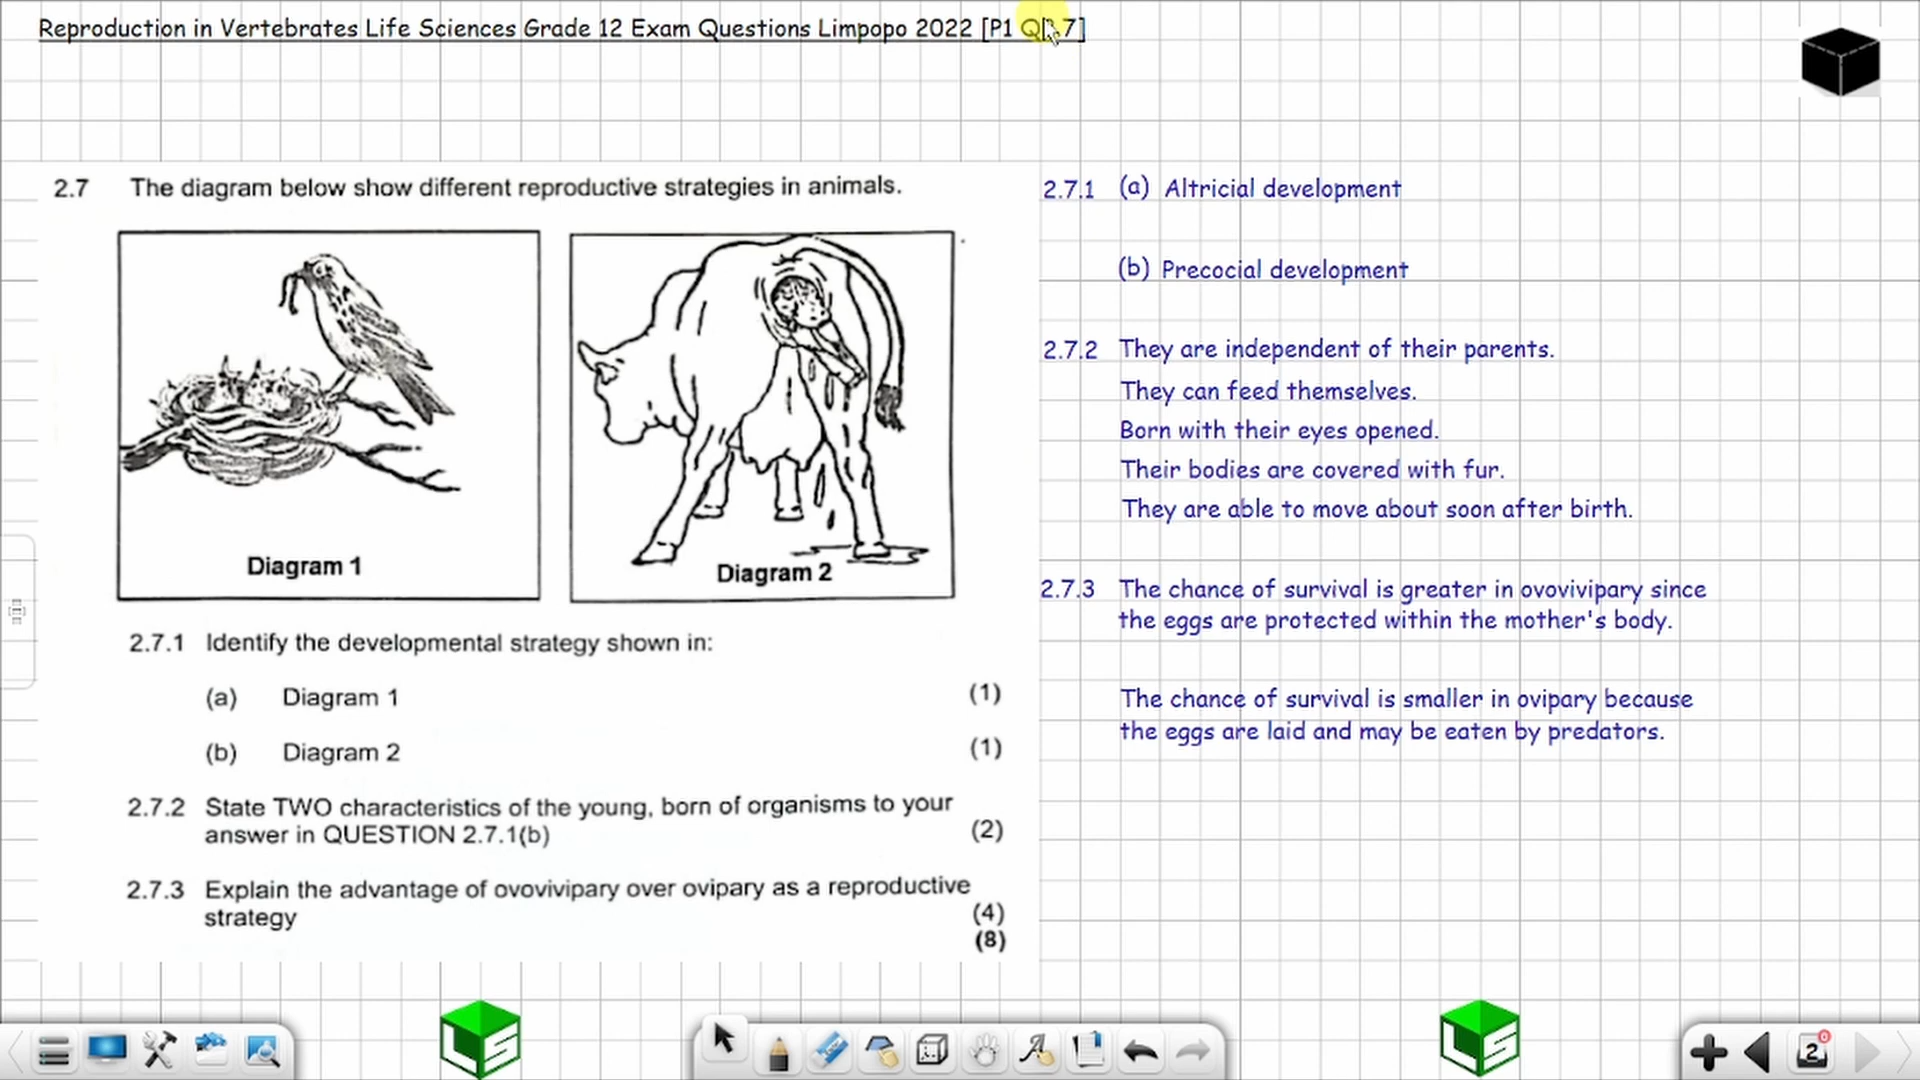 Reproduction in Vertebrates Life Sciences Grade 12 Exam Questions Limpopo 2022 [P1 Q2.7]
2.7 The diagram below show different reproductive strategies in animals.
Diagram 1
Diagram 2
2.7.1 Identify the developmental strategy shown in:
(a) Diagram 1 (1)
(b) Diagram 2 (1)
2.7.2 State TWO characteristics of the young, born of organisms to your
answer in QUESTION 2.7.1(b) (2)
2.7.3 Explain the advantage of ovovivipary over ovipary as a reproductive
strategy (4)
(8)
2.7.1 (a) Altricial development
(b) Precocial development
2.7.2 They are independent of their parents.
They can feed themselves.
Born with their eyes opened.
Their bodies are covered with fur.
They are able to move about soon after birth.
2.7.3 The chance of survival is greater in ovovivipary since
the eggs are protected within the mother's body.
The chance of survival is smaller in ovipary because
the eggs are laid and may be eaten by predators.
LS
LS
2
0